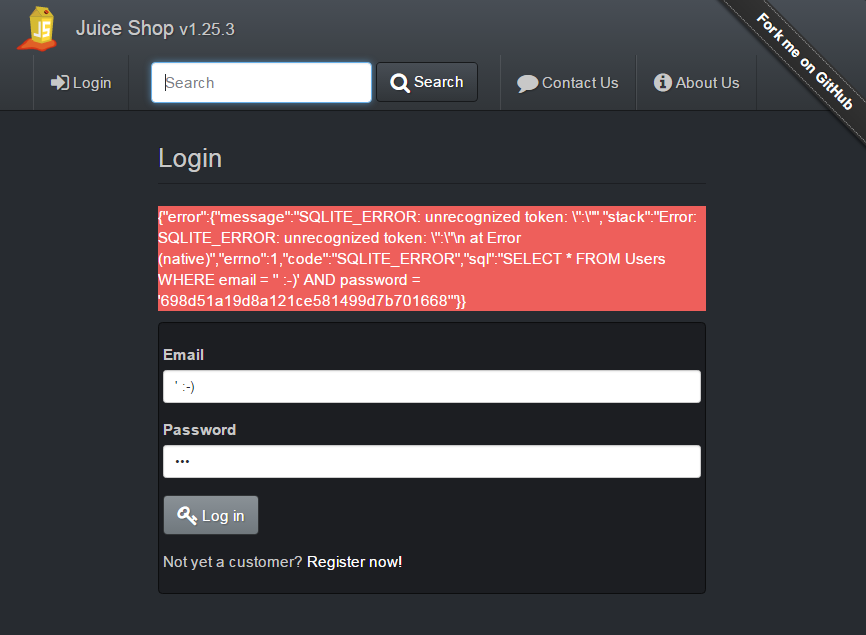 JS
Juice Shop v1.25.3
Fork me on GitHub
Login
Search
Search
Contact Us
About Us
Login
{"error":{"message":"SQLITE_ERROR: unrecognized token: \":\"","stack":"Error:
SQLITE_ERROR: unrecognized token: \":\"\n at Error
(native)","errno":1,"code":"SQLITE_ERROR","sql":"SELECT * FROM Users
WHERE email = '' :-)' AND password =
'698d51a19d8a121ce581499d7b701668'"}}
Email
' :-)
Password
Log in
Not yet a customer? Register now!